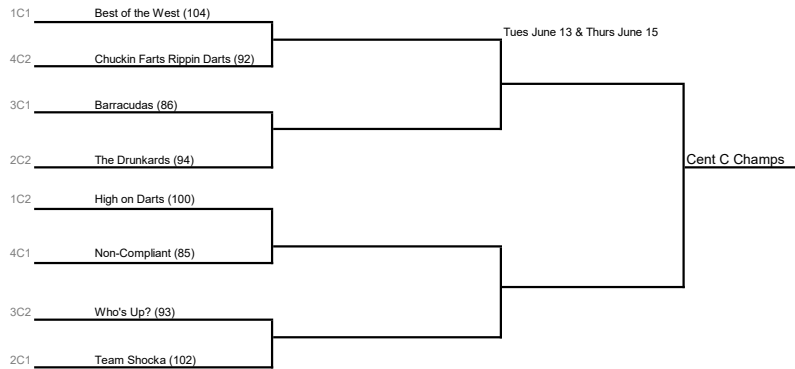 1C1 Best of the West (104)
Tues June 13 & Thurs June 15
4C2 Chuckin Farts Rippin Darts (92)
3C1 Barracudas (86)
2C2 The Drunkards (94)
Cent C Champs
1C2 High on Darts (100)
4C1 Non-Compliant (85)
3C2 Who's Up? (93)
2C1 Team Shocka (102)